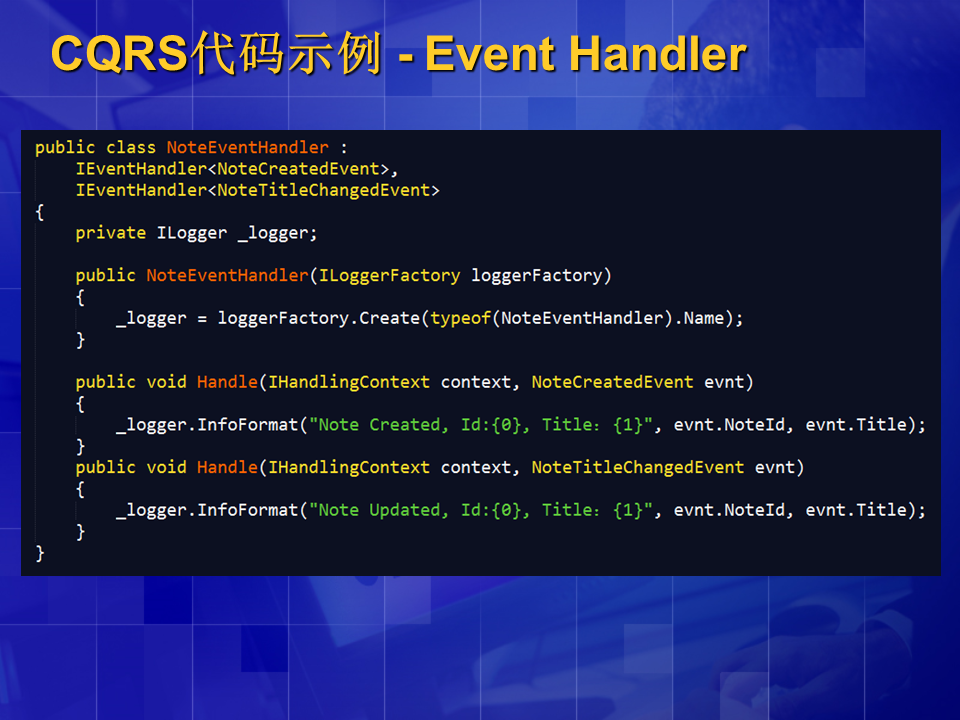 CQRS代码示例 - Event Handler
public class NoteEventHandler :
    IEventHandler<NoteCreatedEvent>,
    IEventHandler<NoteTitleChangedEvent>
{
    private ILogger _logger;
    public NoteEventHandler(ILoggerFactory loggerFactory)
    {
        _logger = loggerFactory.Create(typeof(NoteEventHandler).Name);
    }
    public void Handle(IHandlingContext context, NoteCreatedEvent evnt)
    {
        _logger.InfoFormat("Note Created, Id:{0}, Title：{1}", evnt.NoteId, evnt.Title);
    }
    public void Handle(IHandlingContext context, NoteTitleChangedEvent evnt)
    {
        _logger.InfoFormat("Note Updated, Id:{0}, Title：{1}", evnt.NoteId, evnt.Title);
    }
}